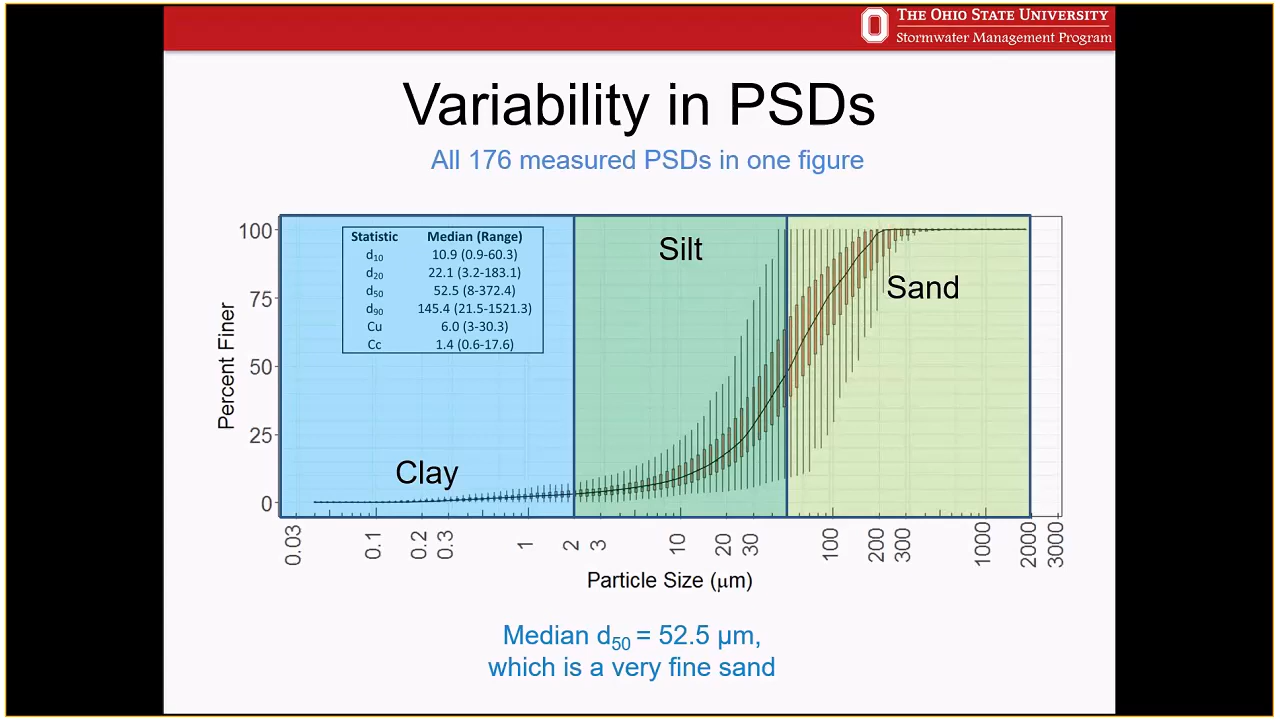 THE OHIO STATE UNIVERSITY
Stormwater Management Program
Variability in PSDs
All 176 measured PSDs in one figure
Percent Finer
100
75
50
25
0
Statistic Median (Range)
d10 10.9 (0.9-60.3)
d20 22.1 (3.2-183.1)
d50 52.5 (8-372.4)
d90 145.4 (21.5-1521.3)
Cu 6.0 (3-30.3)
Cc 1.4 (0.6-17.6)
Clay
Silt
Sand
0.03 0.1 0.2 0.3 1 2 3 10 20 30 100 200 300 1000 2000 3000
Particle Size (μm)
Median d50 = 52.5 μm,
which is a very fine sand